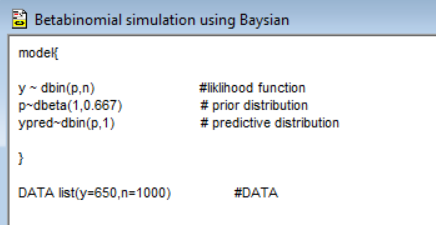 Betabinomial simulation using Baysian
model{
y ~ dbin(p,n) #liklihood function
p~dbeta(1,0.667) # prior distribution
ypred~dbin(p,1) # predictive distribution
}
DATA list(y=650,n=1000) #DATA